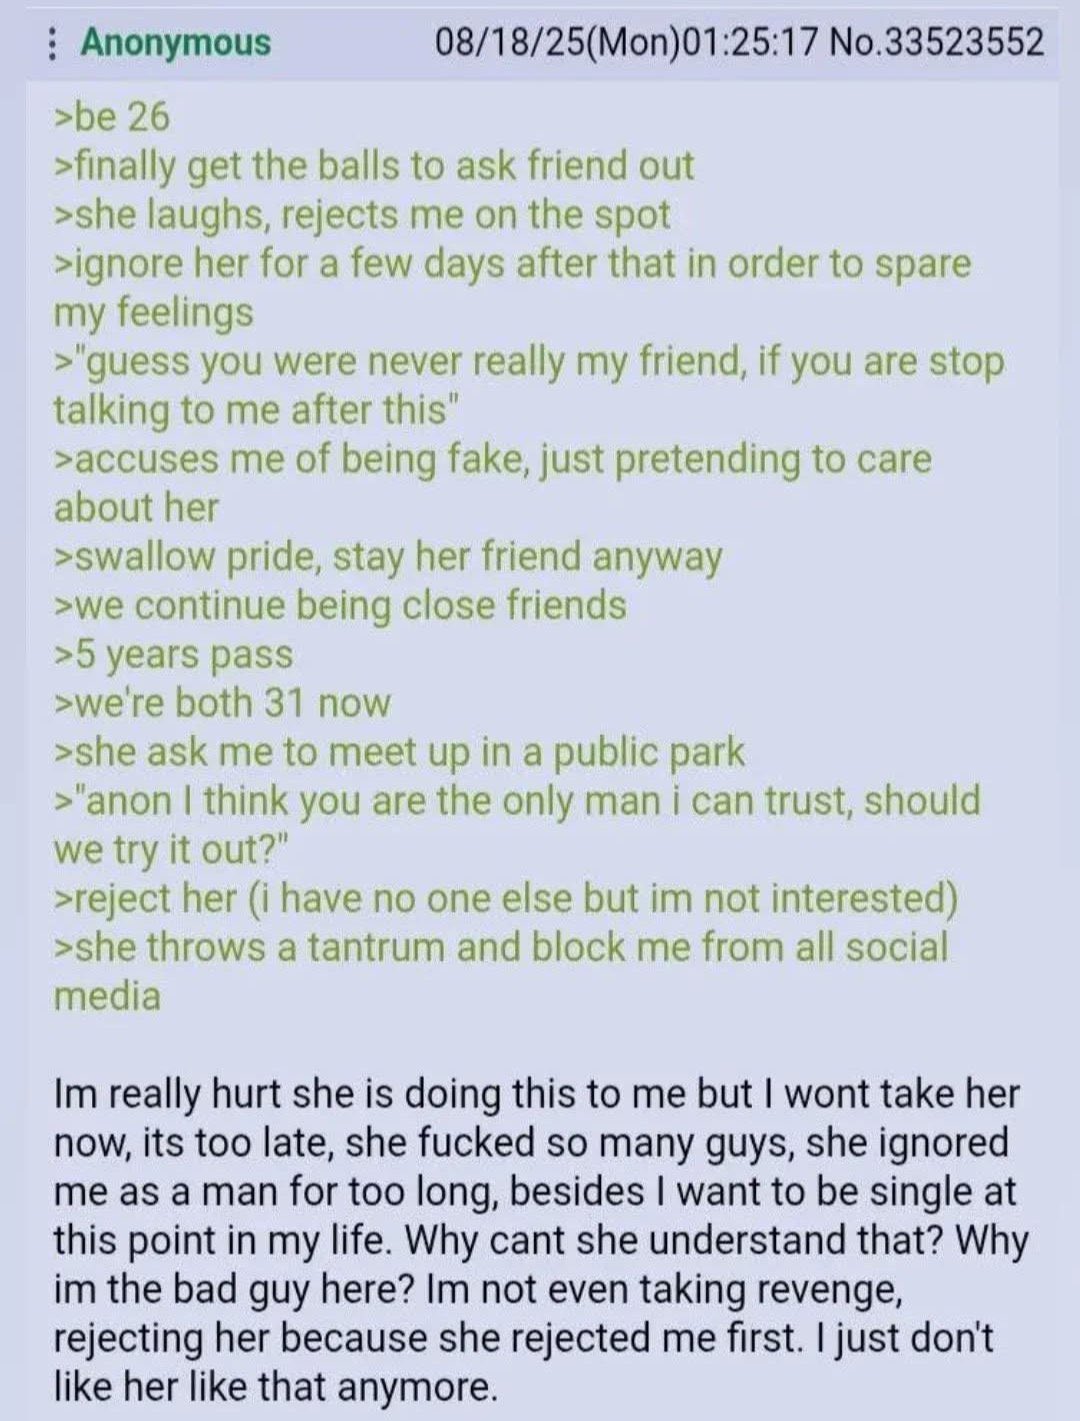 Anonymous 08/18/25(Mon)01:25:17 No.33523552
>be 26
>finally get the balls to ask friend out
>she laughs, rejects me on the spot
>ignore her for a few days after that in order to spare
my feelings
>"guess you were never really my friend, if you are stop
talking to me after this"
>accuses me of being fake, just pretending to care
about her
>swallow pride, stay her friend anyway
>we continue being close friends
>5 years pass
>we're both 31 now
>she ask me to meet up in a public park
>"anon I think you are the only man i can trust, should
we try it out?"
>reject her (i have no one else but im not interested)
>she throws a tantrum and block me from all social
media
Im really hurt she is doing this to me but I wont take her
now, its too late, she fucked so many guys, she ignored
me as a man for too long, besides I want to be single at
this point in my life. Why cant she understand that? Why
im the bad guy here? Im not even taking revenge,
rejecting her because she rejected me first. I just don't
like her like that anymore.